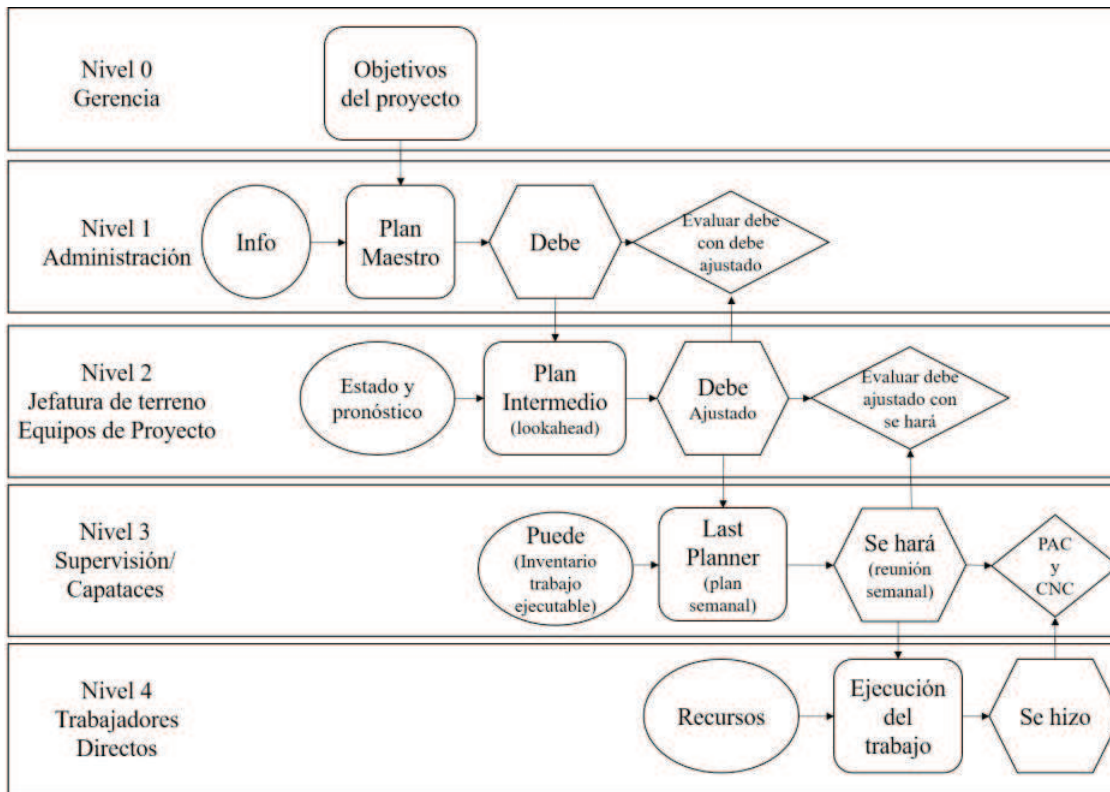 Nivel 0
Gerencia
Objetivos
del proyecto
Nivel 1
Administración
Info
Plan
Maestro
Debe
Evaluar debe
con debe
ajustado
Nivel 2
Jefatura de terreno
Equipos de Proyecto
Estado y
pronóstico
Plan
Intermedio
(lookahead)
Debe
Ajustado
Evaluar debe
ajustado con
se hará
Nivel 3
Supervisión/
Capataces
Puede
(Inventario
trabajo
ejecutable)
Last
Planner
(plan
semanal)
Se hará
(reunión
semanal)
PAC
y
CNC
Nivel 4
Trabajadores
Directos
Recursos
Ejecución
del
trabajo
Se hizo